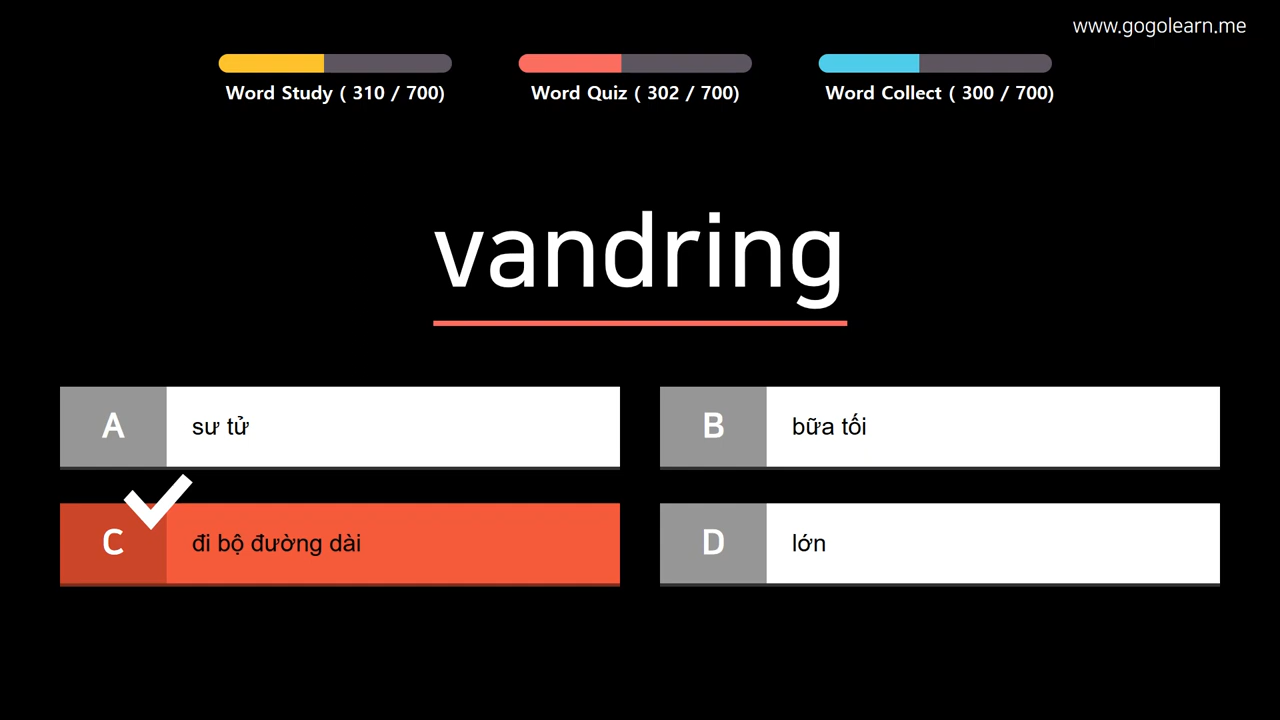 www.gogolearn.me
Word Study ( 310 / 700)
Word Quiz ( 302 / 700)
Word Collect ( 300 / 700)
vandring
A
sư tử
B
bữa tối
C
đi bộ đường dài
D
lớn